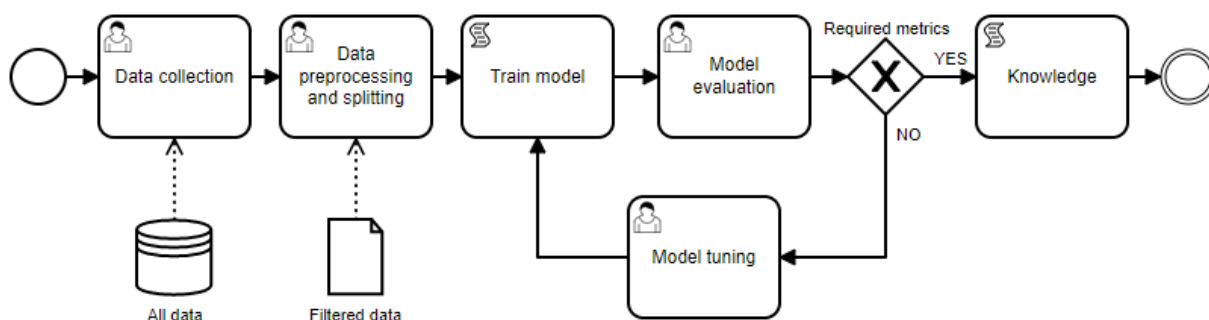 Data collection
Data
preprocessing
and splitting
Train model
Model
evaluation
Required metrics
YES
Knowledge
NO
Model tuning
All data
Filtered data